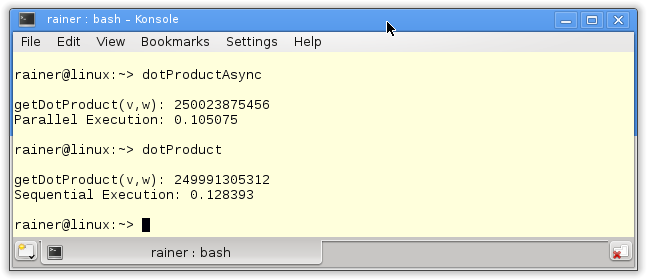 rainer : bash – Konsole
File Edit View Bookmarks Settings Help
rainer@linux:~> dotProductAsync
getDotProduct(v,w): 250023875456
Parallel Execution: 0.105075
rainer@linux:~> dotProduct
getDotProduct(v,w): 249991305312
Sequential Execution: 0.128393
rainer@linux:~>
rainer : bash